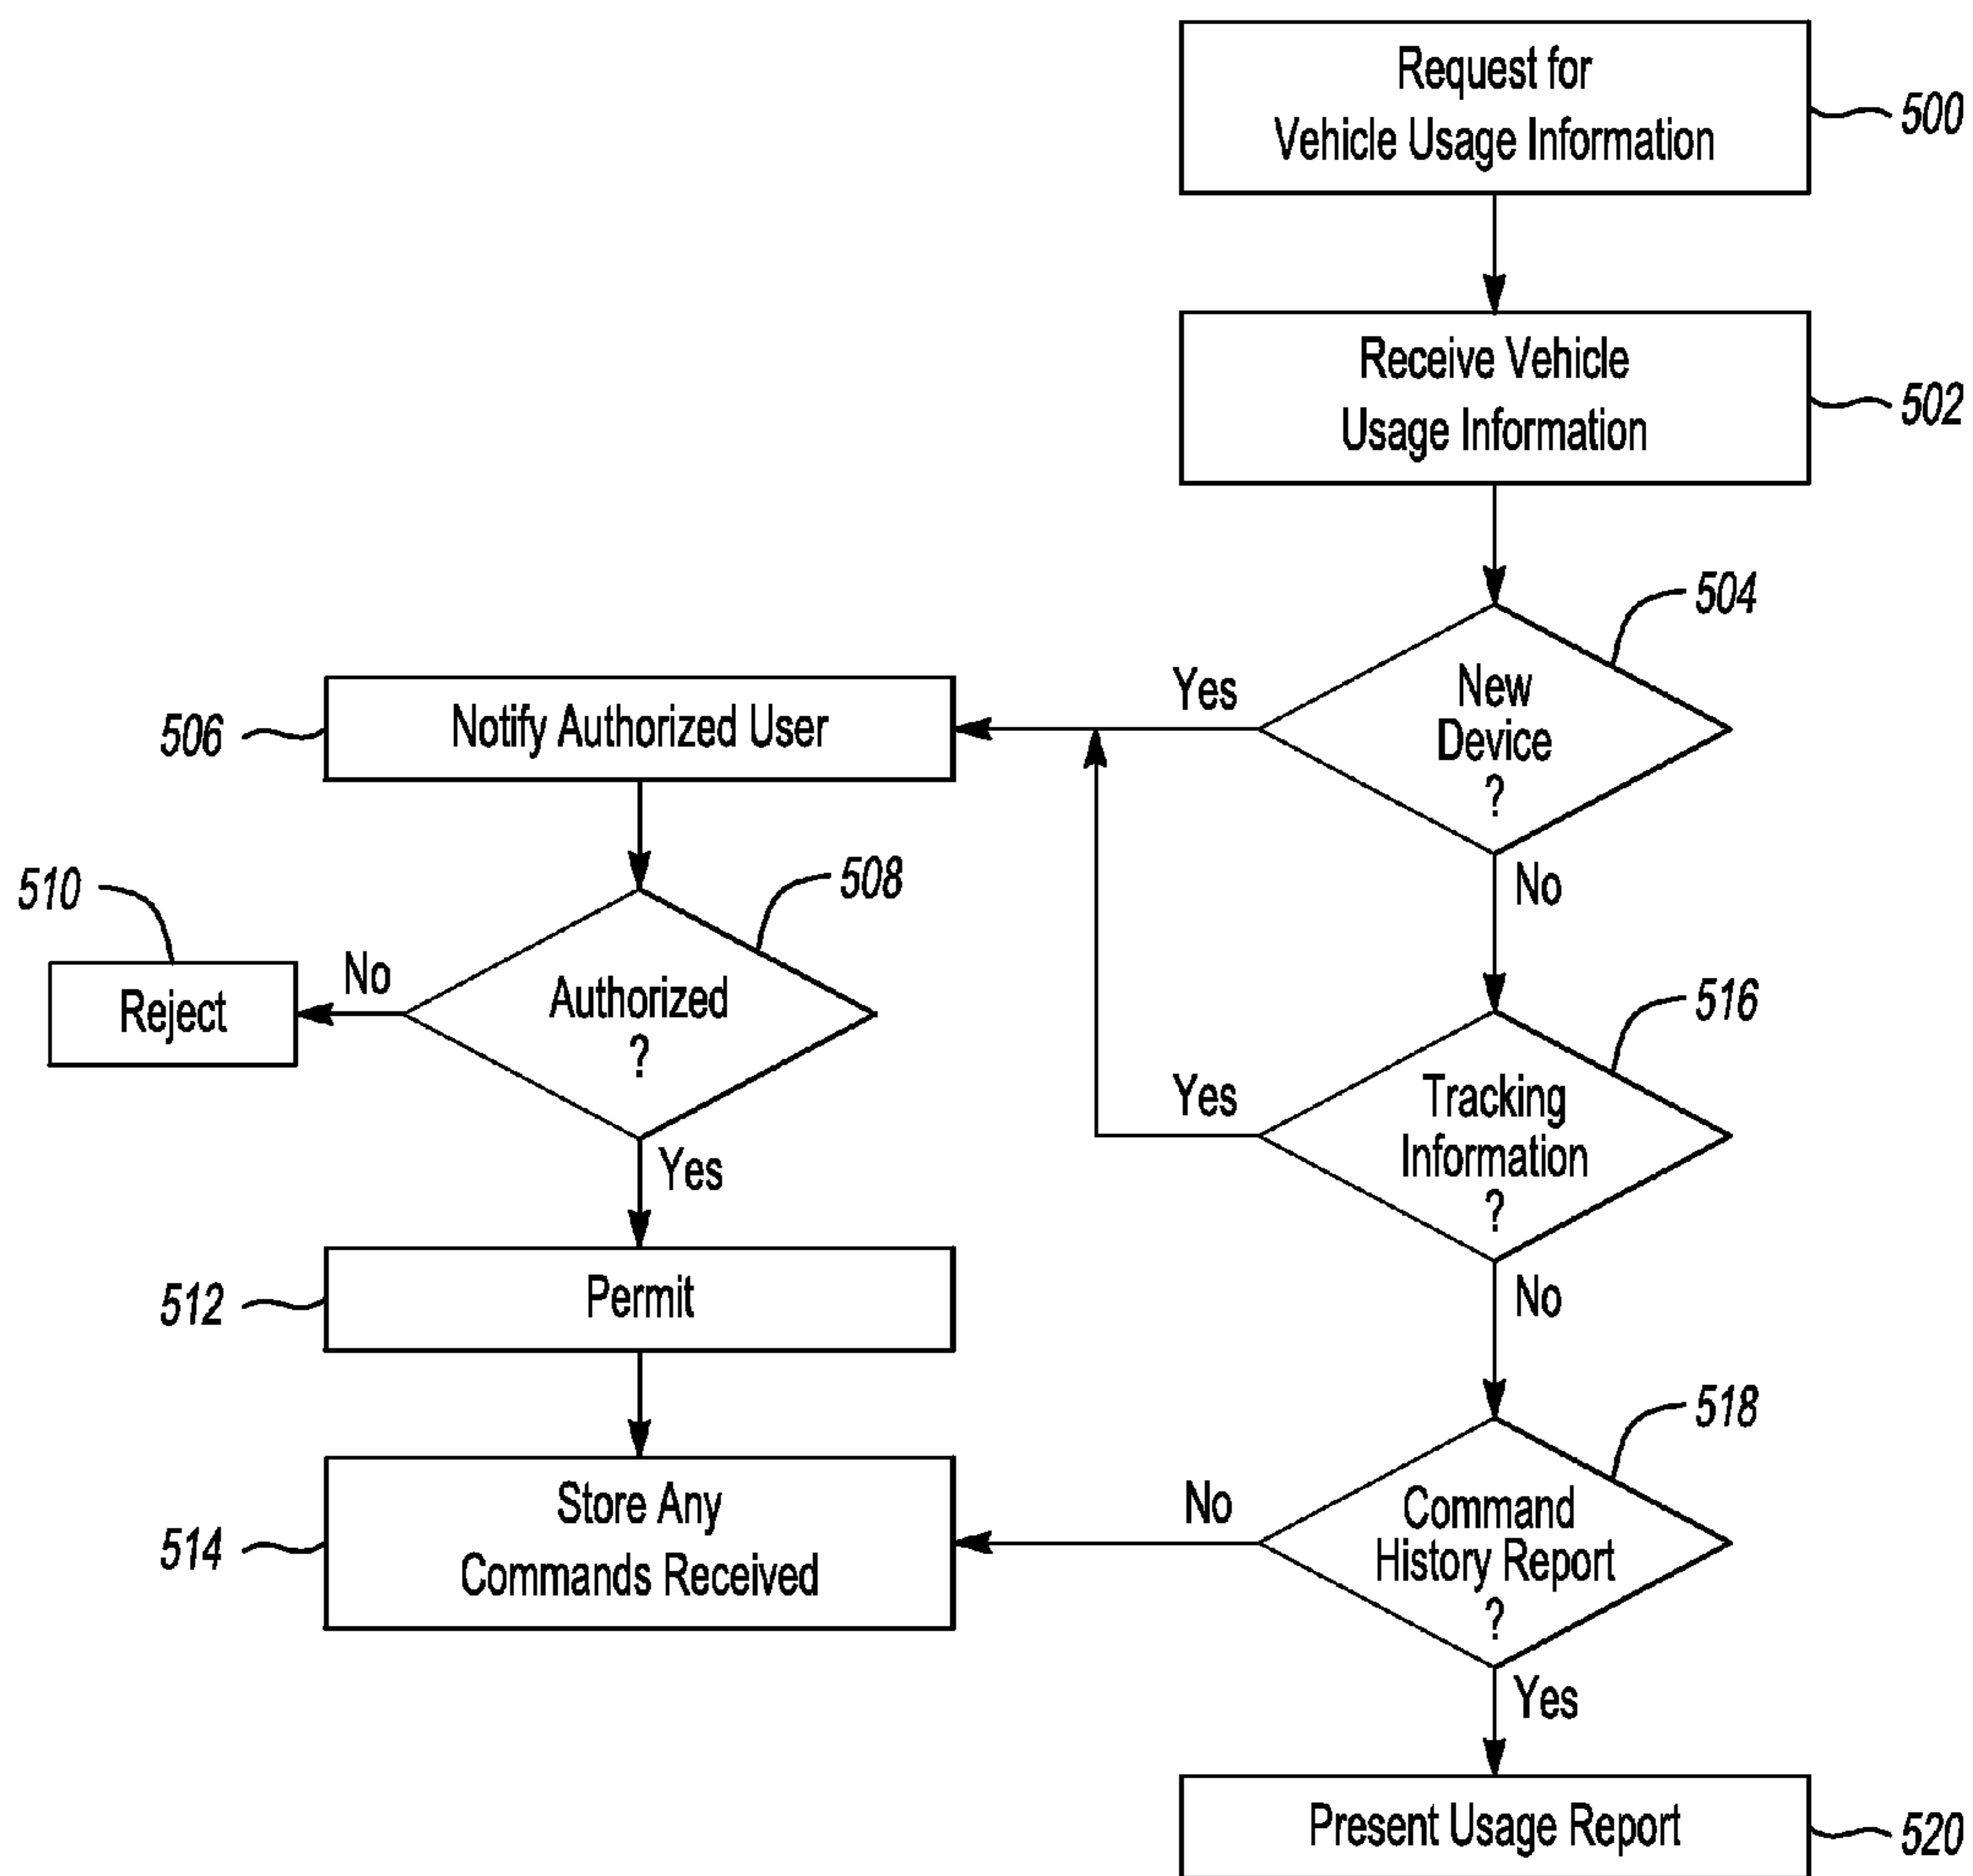 Request for
Vehicle Usage Information
500
Receive Vehicle
Usage Information
502
504
New
Device
?
Yes
No
506
Notify Authorized User
508
Authorized
?
No
510
Reject
Yes
512
Permit
514
Store Any
Commands Received
516
Tracking
Information
?
Yes
No
518
Command
History Report
?
No
Yes
Present Usage Report
520